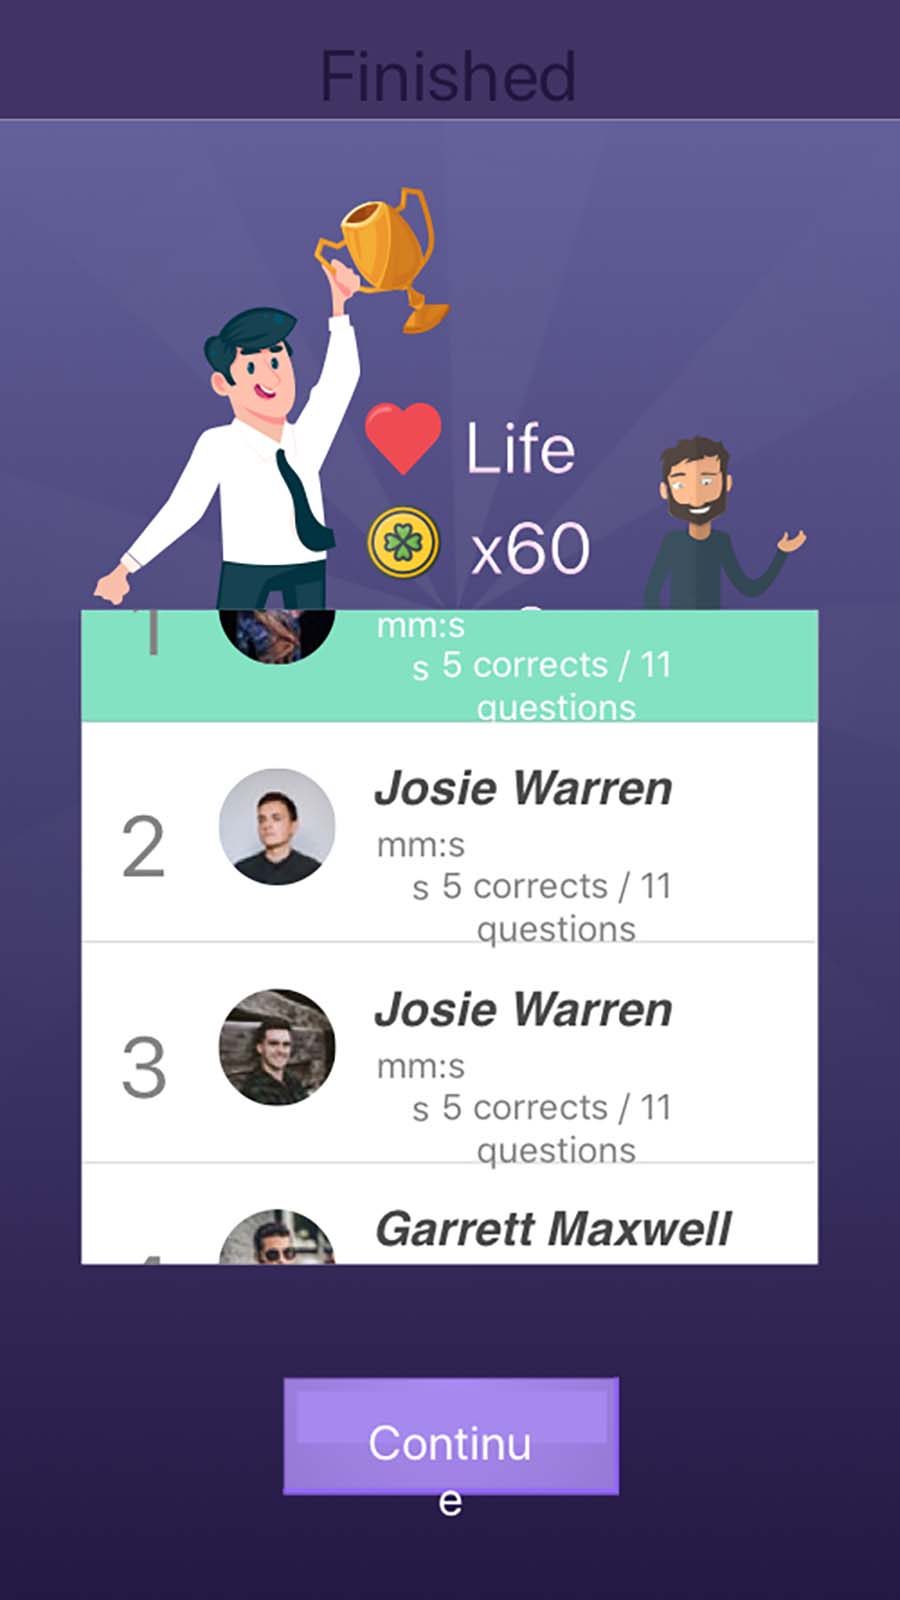 Finished
Life
x60
1
mm:s
s 5 corrects / 11
questions
2
Josie Warren
mm:s
s 5 corrects / 11
questions
3
Josie Warren
mm:s
s 5 corrects / 11
questions
Garrett Maxwell
Continu
e